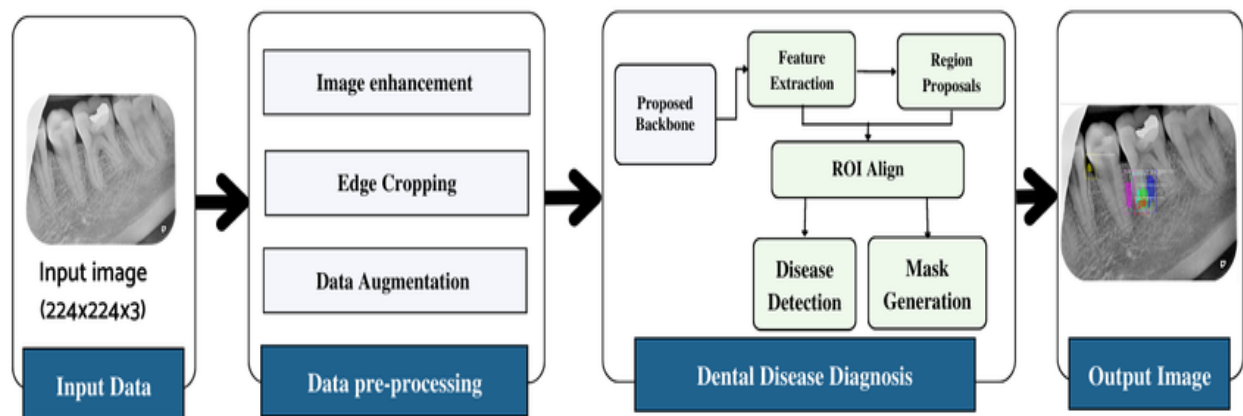 Input image
(224x224x3)
Input Data
Image enhancement
Edge Cropping
Data Augmentation
Data pre-processing
Proposed
Backbone
Feature
Extraction
Region
Proposals
ROI Align
Disease
Detection
Mask
Generation
Dental Disease Diagnosis
Output Image